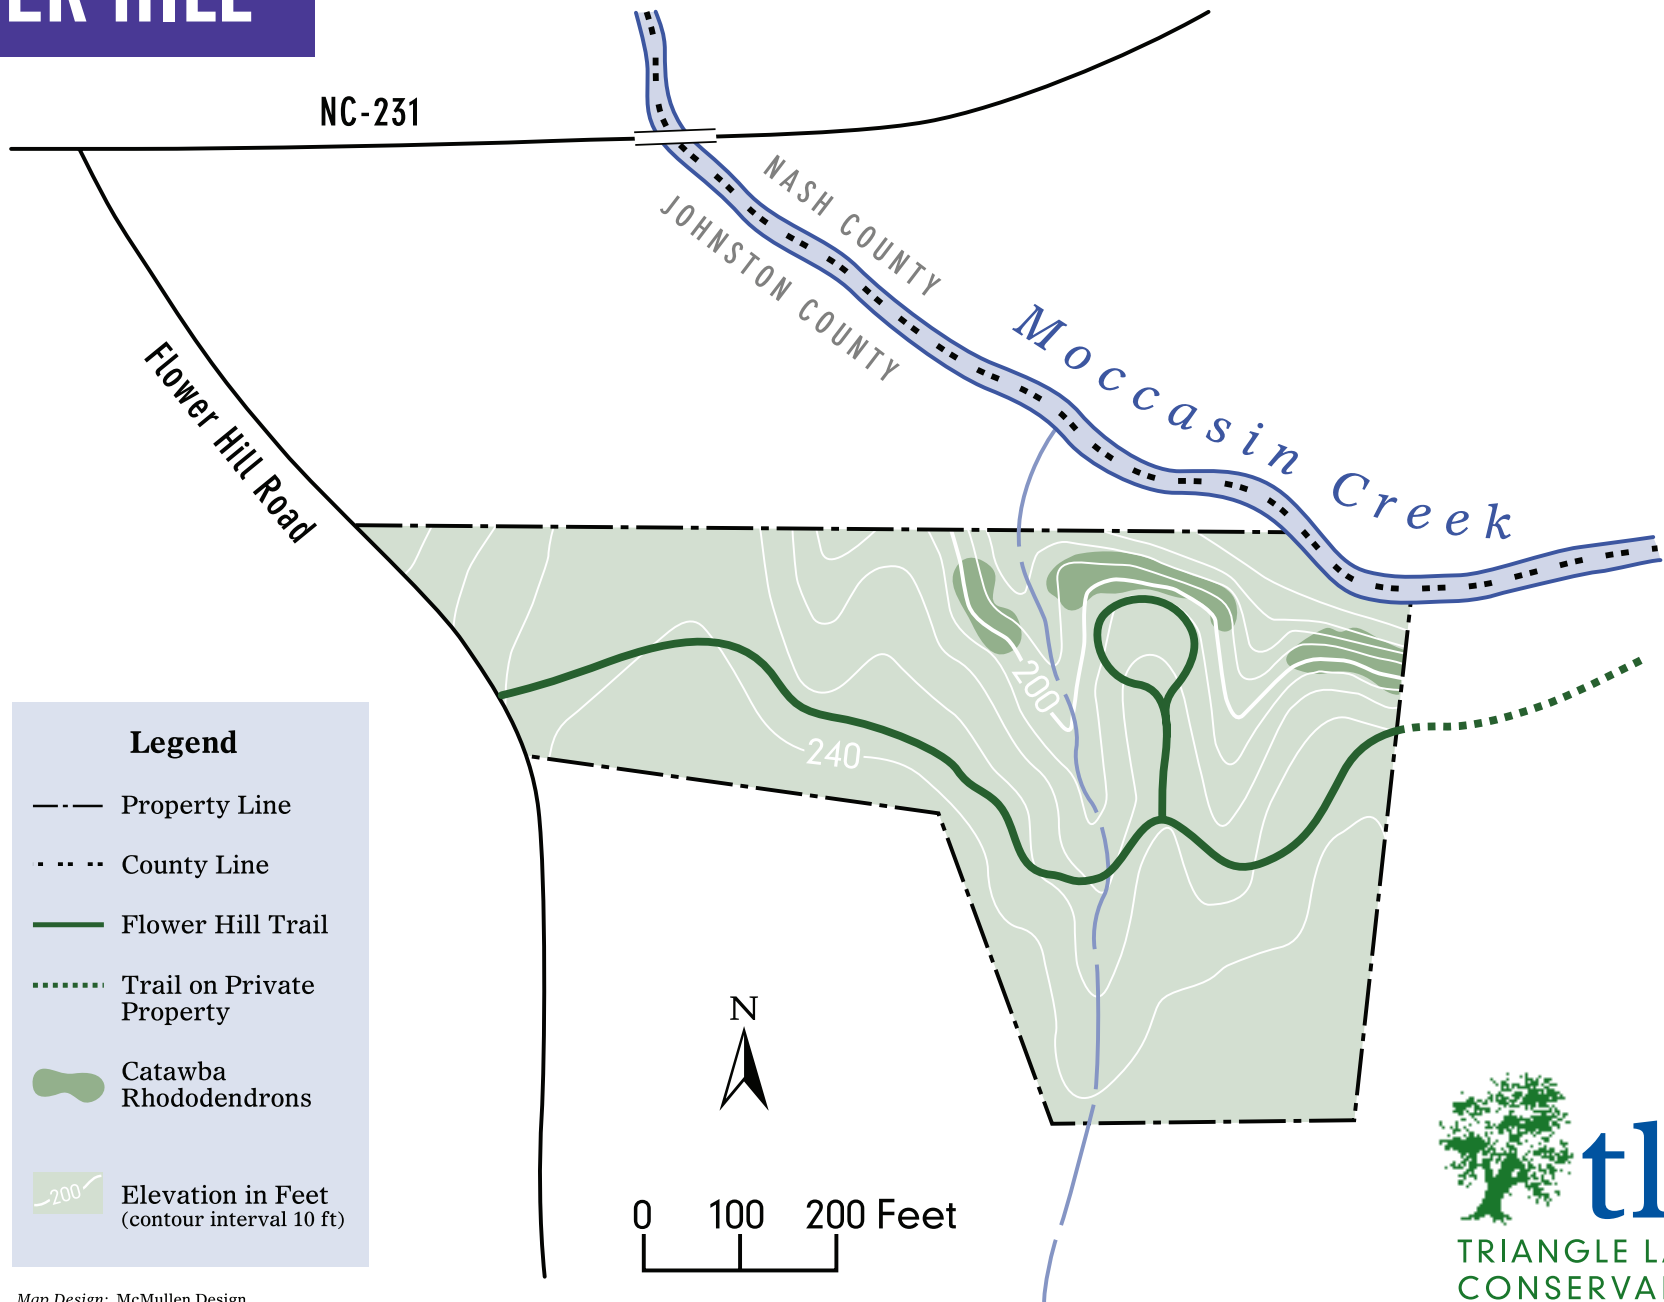 HILL
NC-231
NASH COUNTY
JOHNSTON COUNTY
Moccasin Creek
Flower Hill Road
200
240
Legend
Property Line
County Line
Flower Hill Trail
Trail on Private
Property
Catawba
Rhododendrons
200
Elevation in Feet
(contour interval 10 ft)
N
0 100 200 Feet
TRIANGLE
Map Design: McMullen Design